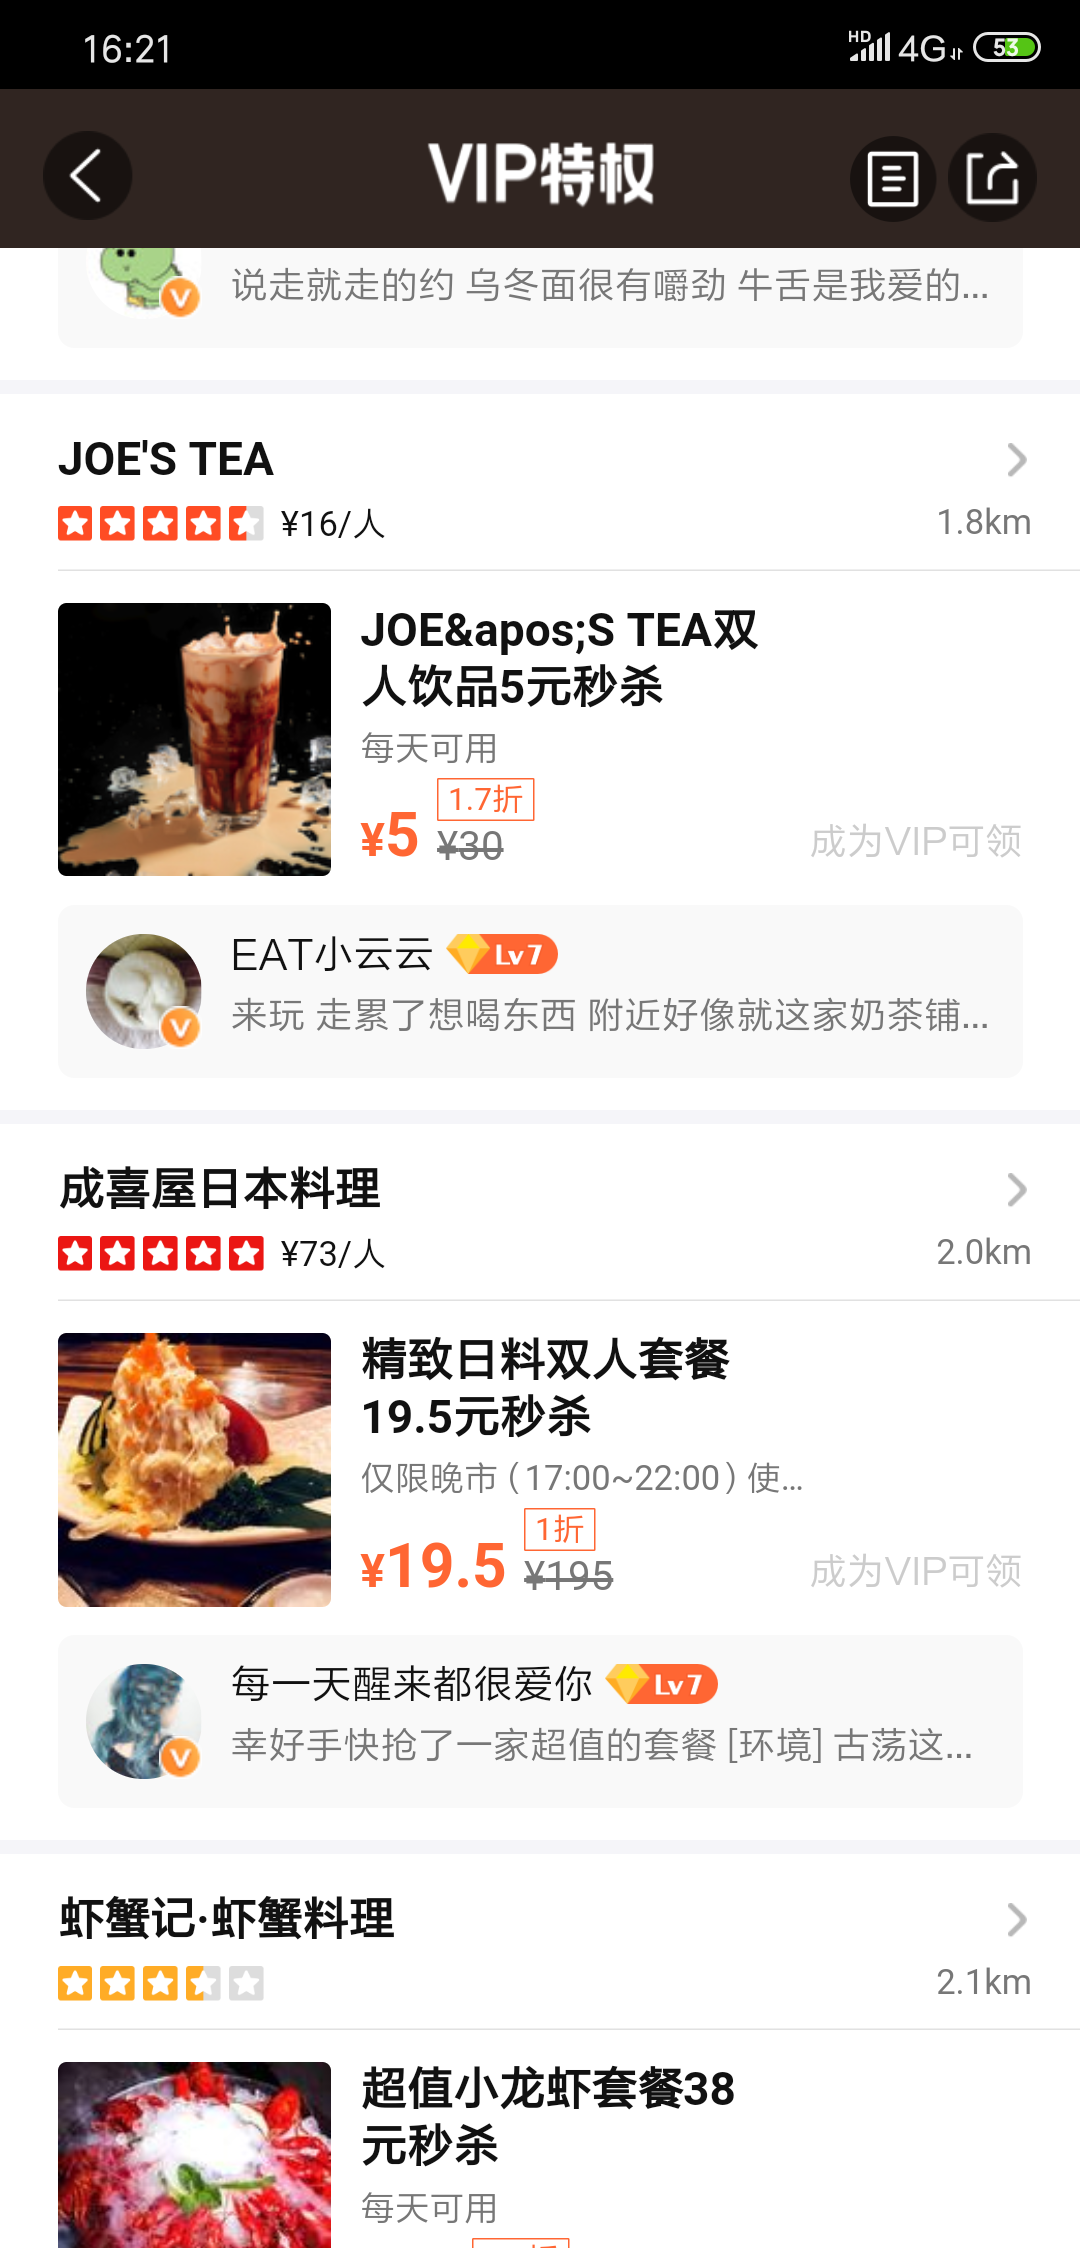 16:21
HD 4G 53
VIP特权
说走就走的约 乌冬面很有嚼劲 牛舌是我爱的...
JOE'S TEA
¥16/人
1.8km
JOE&apos;S TEA双
人饮品5元秒杀
每天可用
1.7折
¥5 ¥30
成为VIP可领
EAT小云云 Lv7
来玩 走累了想喝东西 附近好像就这家奶茶铺...
成喜屋日本料理
¥73/人
2.0km
精致日料双人套餐
19.5元秒杀
仅限晚市（17:00~22:00）使...
1折
¥19.5 ¥195
成为VIP可领
每一天醒来都很爱你 Lv7
幸好手快抢了一家超值的套餐 [环境] 古荡这...
虾蟹记·虾蟹料理
2.1km
超值小龙虾套餐38
元秒杀
每天可用